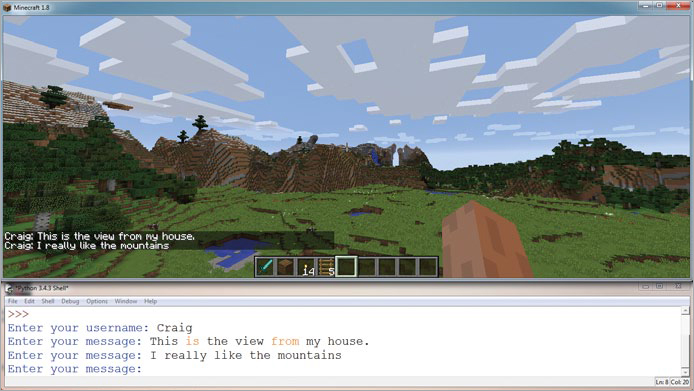 Minecraft 1.8
Craig: This is the view from my house.
Craig: I really like the mountains
14 5
*Python 3.4.3 Shell*
File Edit Shell Debug Options Window Help
>>>
Enter your username: Craig
Enter your message: This is the view from my house.
Enter your message: I really like the mountains
Enter your message:
Ln: 8 Col: 20